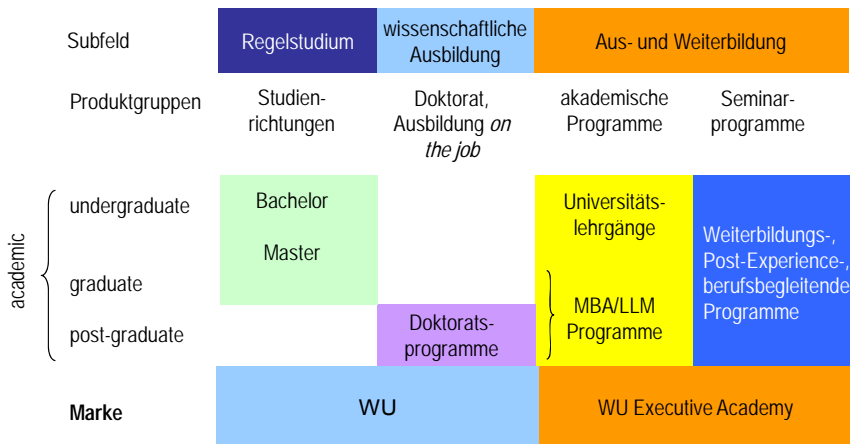 Subfeld
Regelstudium
wissenschaftliche
Ausbildung
Aus- und Weiterbildung
Produktgruppen
Studien-
richtungen
Doktorat,
Ausbildung on
the job
akademische
Programme
Seminar-
programme
academic
undergraduate
graduate
post-graduate
Bachelor
Master
Doktorats-
programme
Universitäts-
lehrgänge
MBA/LLM
Programme
Weiterbildungs-,
Post-Experience-,
berufsbegleitende
Programme
Marke
WU
WU Executive Academy